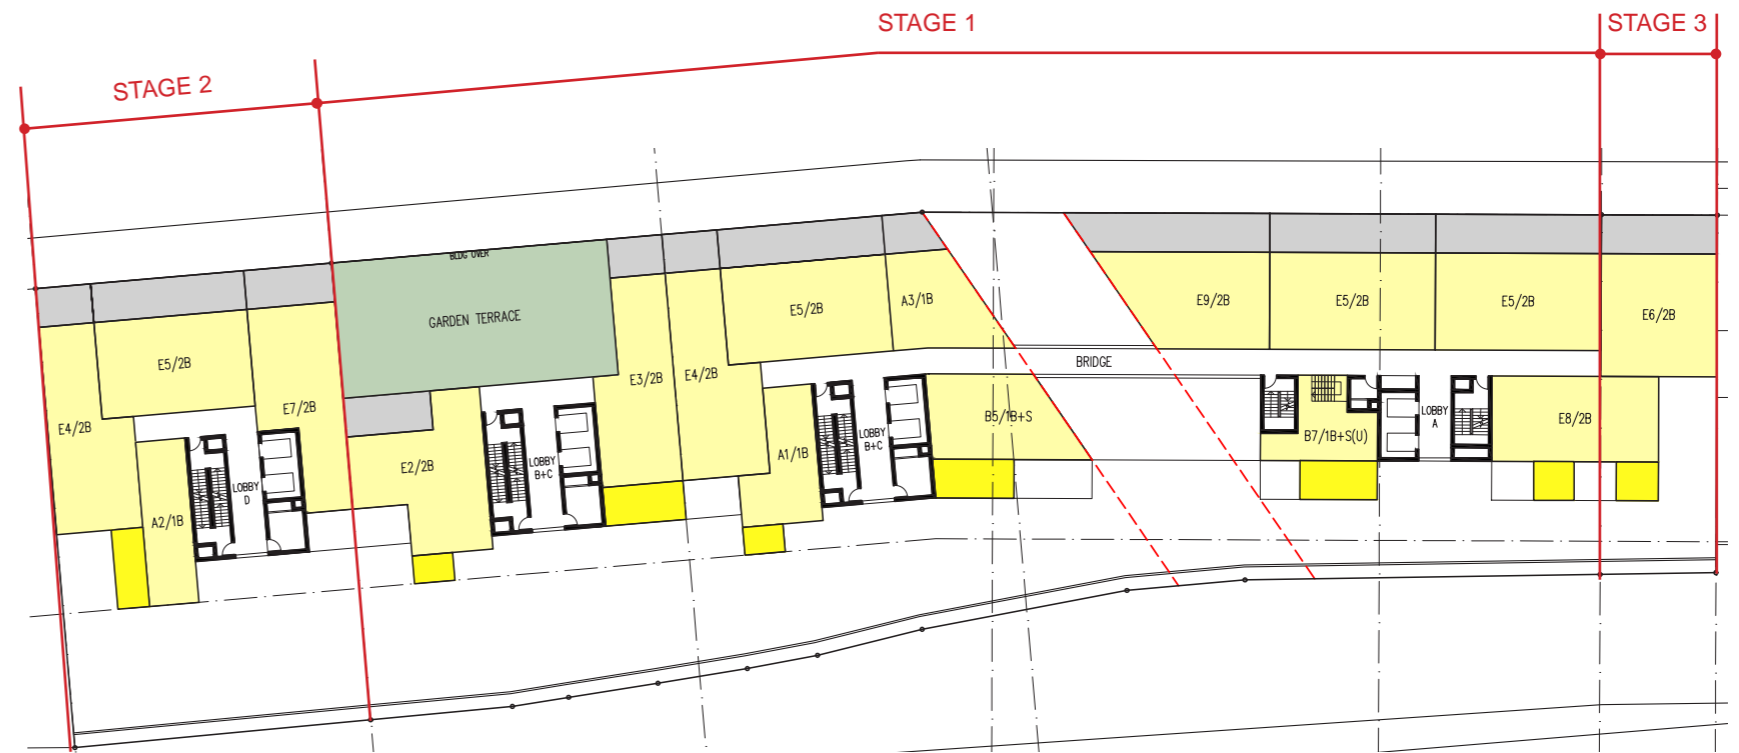 STAGE 1
STAGE 3
STAGE 2
BLDG OVER
GARDEN TERRACE
E5/2B
A3/1B
E9/2B
E5/2B
E5/2B
E6/2B
E5/2B
E3/2B
E4/2B
BRIDGE
E4/2B
E7/2B
E2/2B
A1/1B
LOBBY
B+C
B5/1B+S
B7/1B+S(U)
LOBBY
A
E8/2B
A2/1B
LOBBY
D
LOBBY
B+C